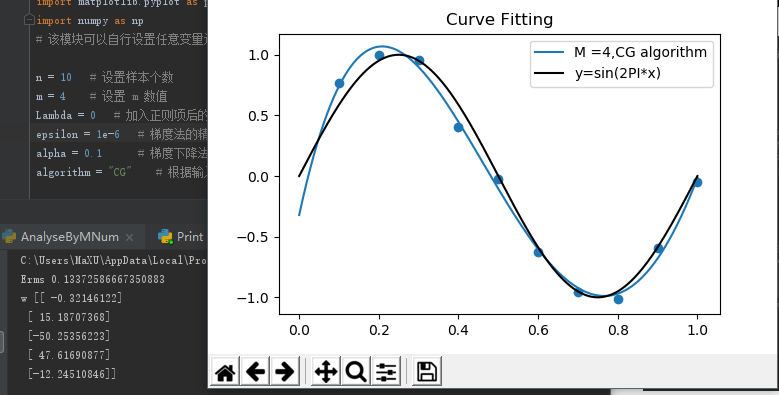 import matplotlib.pyplot as p
import numpy as np
# 该模块可以自行设置任意变量
n = 10 # 设置样本个数
m = 4 # 设置 m 数值
Lambda = 0 # 加入正则项后的
epsilon = 1e-6 # 梯度法的精
alpha = 0.1 # 梯度下降法
algorithm = "CG" # 根据输入
AnalyseByMNum × Print
C:\Users\MaXU\AppData\Local\Pro
Erms 0.13372586667350883
w [[ -0.32146122]
[ 15.18707368]
[-50.25356223]
[ 47.61690877]
[-12.24510846]]
Curve Fitting
M =4,CG algorithm
y=sin(2PI*x)
1.0
0.5
0.0
−0.5
−1.0
0.0 0.2 0.4 0.6 0.8 1.0